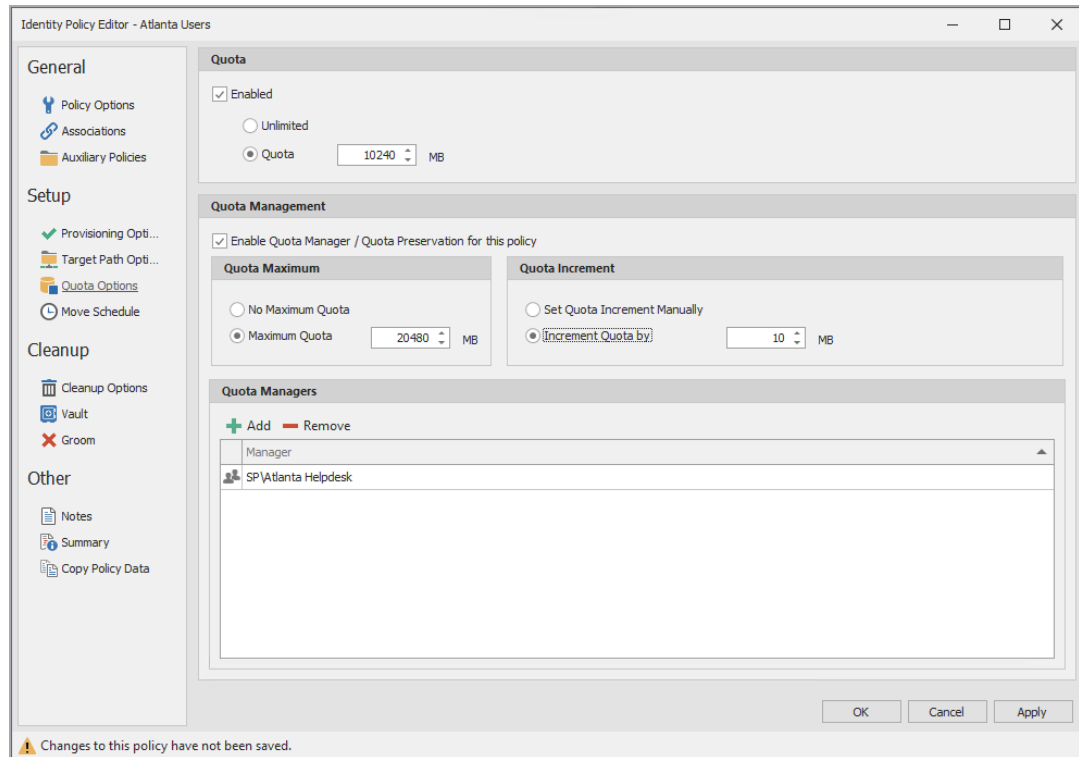 Identity Policy Editor - Atlanta Users
General
Policy Options
Associations
Auxiliary Policies
Setup
Provisioning Opti...
Target Path Opti...
Quota Options
Move Schedule
Cleanup
Cleanup Options
Vault
Groom
Other
Notes
Summary
Copy Policy Data
Quota
Enabled
Unlimited
Quota 10240 MB
Quota Management
Enable Quota Manager / Quota Preservation for this policy
Quota Maximum
No Maximum Quota
Maximum Quota 20480 MB
Quota Increment
Set Quota Increment Manually
Increment Quota by 10 MB
Quota Managers
Add Remove
Manager
SP\Atlanta Helpdesk
OK Cancel Apply
Changes to this policy have not been saved.